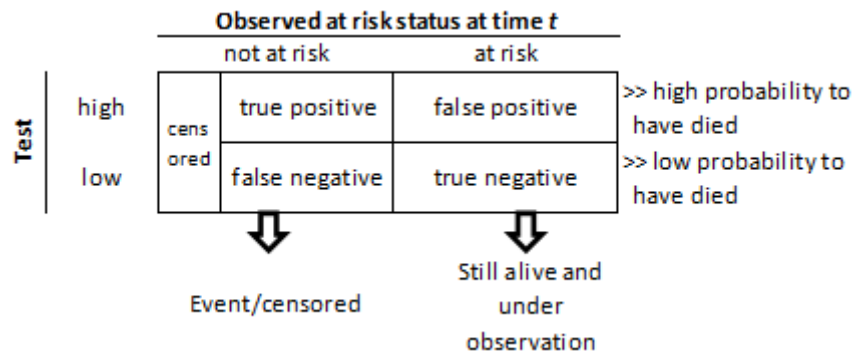 Observed at risk status at time t
not at risk at risk
Test
high
cens
ored
true positive
false positive
>> high probability to
have died
low
false negative
true negative
>> low probability to
have died
Event/censored
Still alive and
under
observation